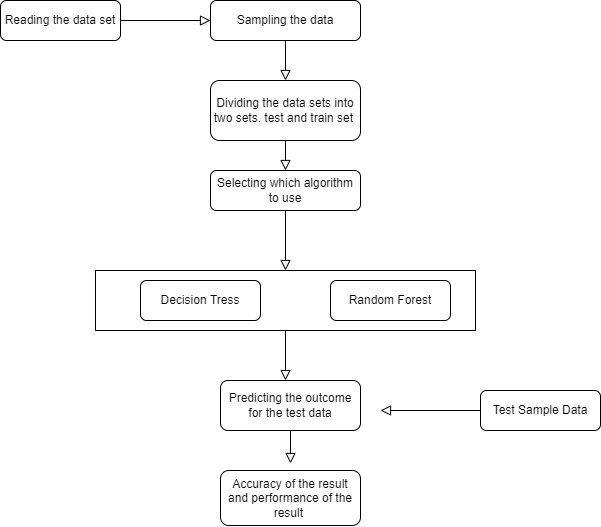 Reading the data set
Sampling the data
Dividing the data sets into
two sets. test and train set
Selecting which algorithm
to use
Decision Tress
Random Forest
Predicting the outcome
for the test data
Test Sample Data
Accuracy of the result
and performance of the
result